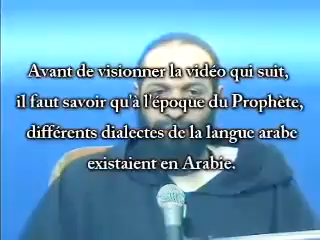 Avant de visionner la vidéo qui suit,
il faut savoir qu'à l'époque du Prophète,
différents dialectes de la langue arabe
existaient en Arabie.